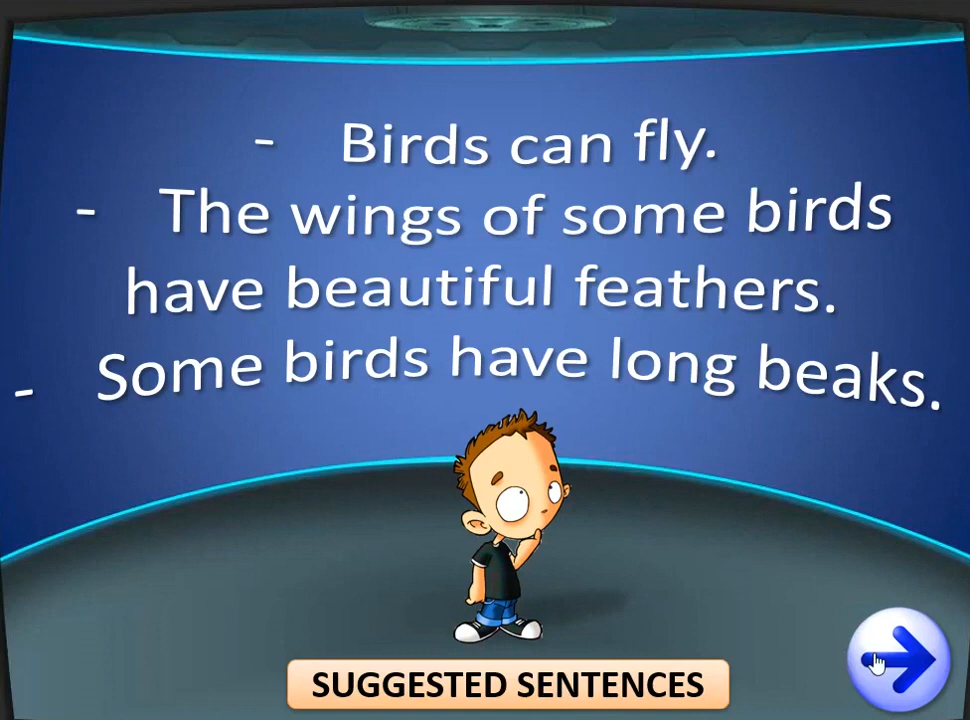 - Birds can fly.
- The wings of some birds
have beautiful feathers.
- Some birds have long beaks.
SUGGESTED SENTENCES